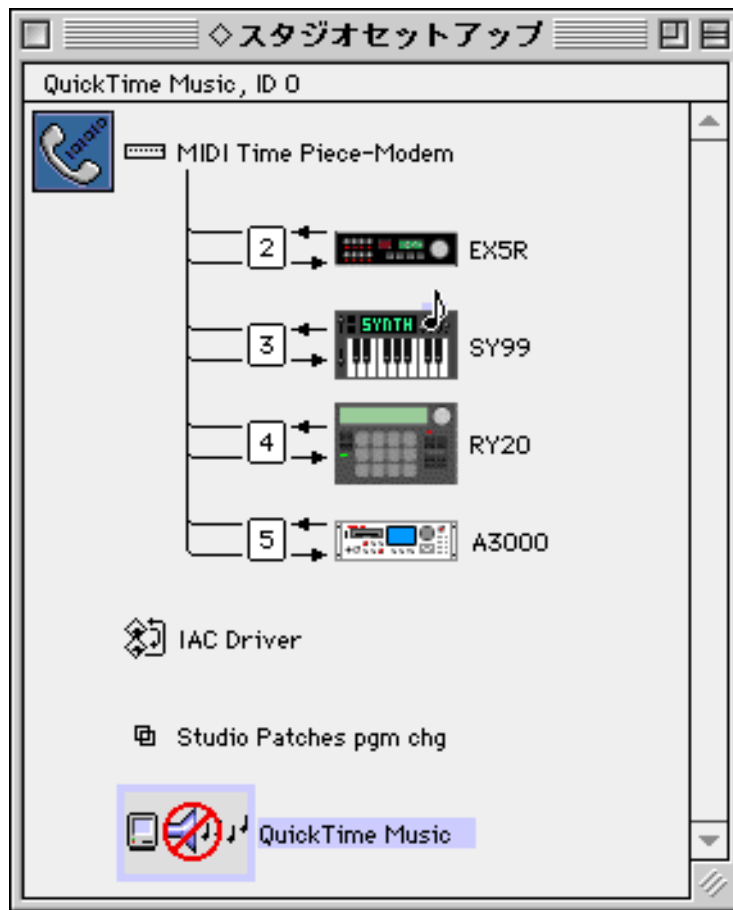 ◇スタジオセットアップ
QuickTime Music, ID 0
10101010
MIDI Time Piece-Modem
2
EX5R
SYNTH
3
SY99
4
RY20
5
A3000
IAC Driver
Studio Patches pgm chg
QuickTime Music